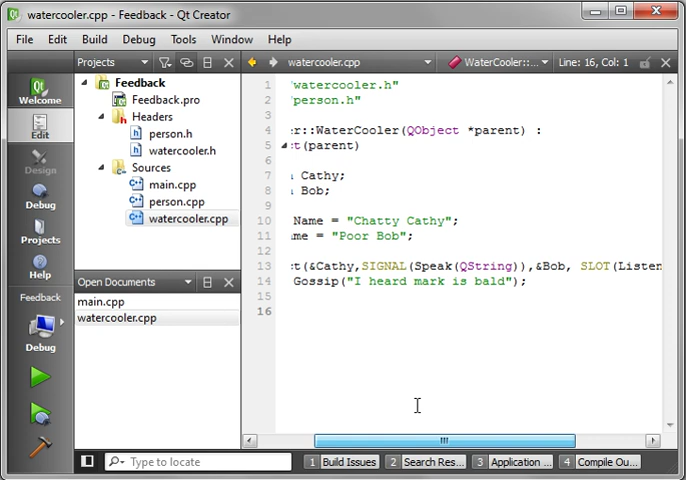 watercooler.cpp - Feedback - Qt Creator
File Edit Build Debug Tools Window Help
Projects
watercooler.cpp
WaterCooler::...
Line: 16, Col: 1
Welcome
Edit
Design
Debug
Projects
Help
Feedback
Debug
Feedback
Feedback.pro
Headers
person.h
watercooler.h
Sources
main.cpp
person.cpp
watercooler.cpp
Open Documents
main.cpp
watercooler.cpp
1 "watercooler.h"
2 "person.h"
3
4 er::WaterCooler(QObject *parent) :
5 ct(parent)
6
7 Cathy;
8 Bob;
9
10 Name = "Chatty Cathy";
11 ame = "Poor Bob";
12
13 ct(&Cathy,SIGNAL(Speak(QString)),&Bob, SLOT(Listen
14 Gossip("I heard mark is bald");
15
16
Type to locate
1 Build Issues
2 Search Res...
3 Application ...
4 Compile Ou...